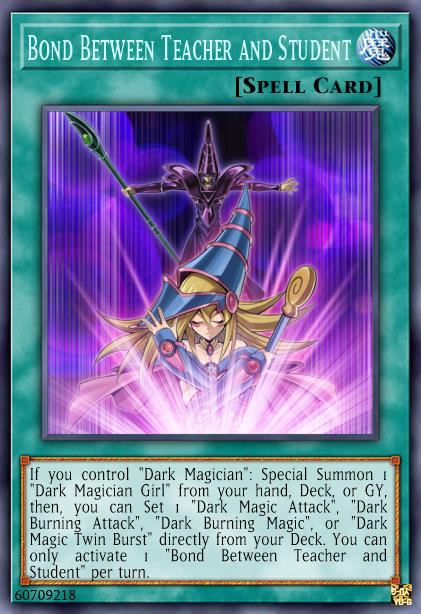 Bond Between Teacher and Student
魔
[Spell Card]
If you control "Dark Magician": Special Summon 1
"Dark Magician Girl" from your hand, Deck, or GY,
then, you can Set 1 "Dark Magic Attack", "Dark
Burning Attack", "Dark Burning Magic", or "Dark
Magic Twin Burst" directly from your Deck. You can
only activate 1 "Bond Between Teacher and
Student" per turn.
60709218